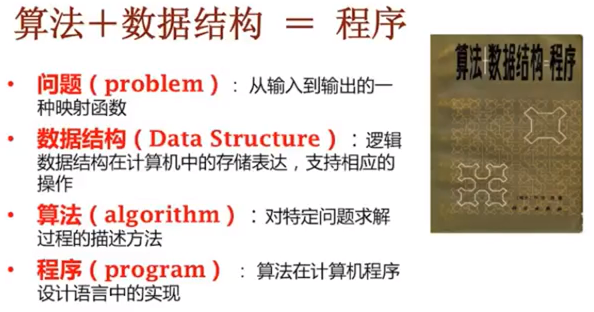 算法＋数据结构 ＝ 程序
• 问题（problem）：从输入到输出的一
种映射函数
• 数据结构（Data Structure）：逻辑
数据结构在计算机中的存储表达，支持相应的
操作
• 算法（algorithm）：对特定问题求解
过程的描述方法
• 程序（program）：算法在计算机程序
设计语言中的实现
算法+数据结构=程序